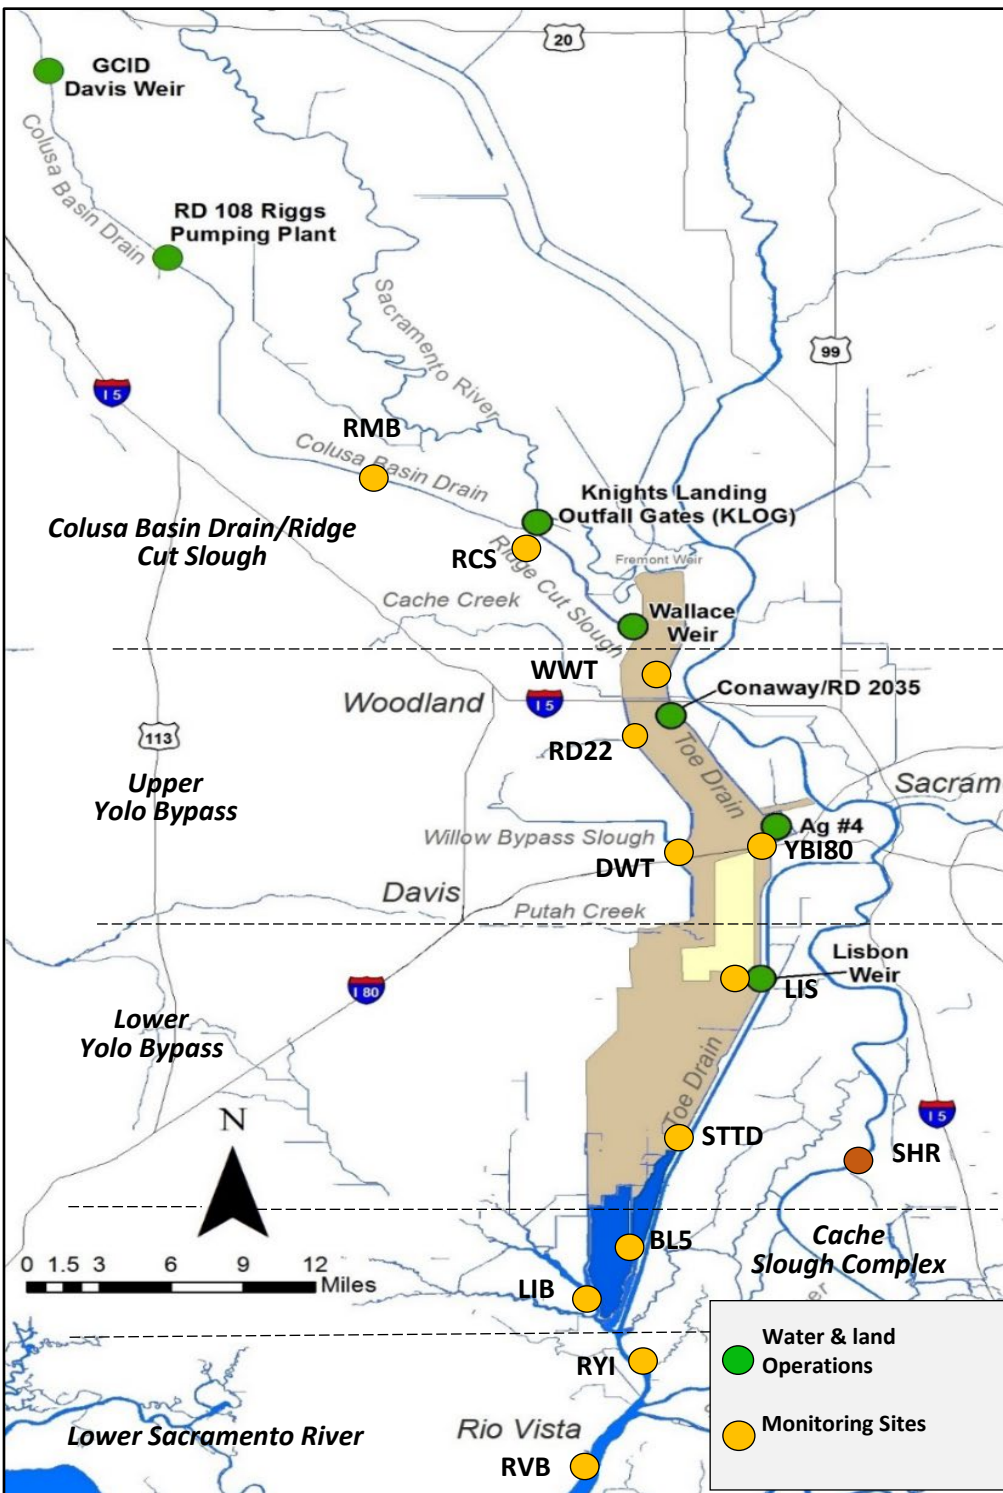 20
GCID
Davis Weir
Colusa Basin Drain
RD 108 Riggs
Pumping Plant
Sacramento River
99
I 5
RMB
Colusa Basin Drain
Knights Landing
Outfall Gates (KLOG)
Colusa Basin Drain/Ridge
Cut Slough
RCS
Ridge Cut Slough
Fremont Weir
Cache Creek
Wallace
Weir
WWT
Conaway/RD 2035
Woodland
I 5
113
RD22
Toe Drain
Upper
Yolo Bypass
Sacram
Willow Bypass Slough
Ag #4
YBI80
DWT
Davis
Putah Creek
Lisbon
Weir
LIS
I 80
Lower
Yolo Bypass
Toe Drain
N
I 5
STTD
SHR
BL5
Cache
Slough Complex
0 1.5 3 6 9 12
Miles
LIB
er
RYI
Water & land
Operations
Monitoring Sites
Lower Sacramento River
Rio Vista
RVB